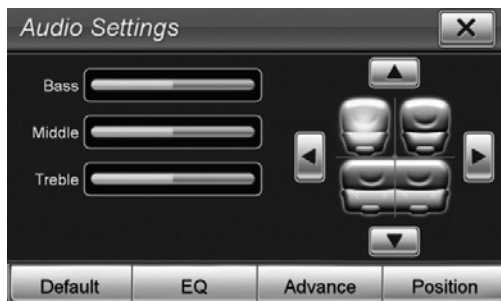 Audio Settings
Bass
Middle
Treble
Default EQ Advance Position